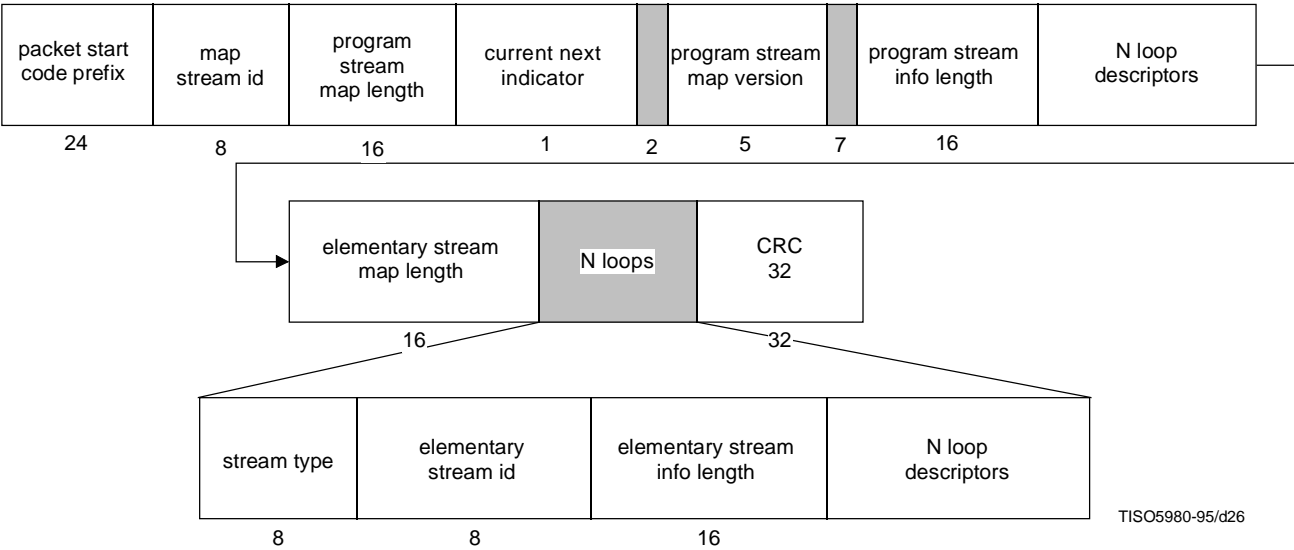 packet start
code prefix
map
stream id
program
stream
map length
current next
indicator
program stream
map version
program stream
info length
N loop
descriptors
24
8
16
1
2
5
7
16
elementary stream
map length
N loops
CRC
32
16
32
stream type
elementary
stream id
elementary stream
info length
N loop
descriptors
8
8
16
TISO5980-95/d26